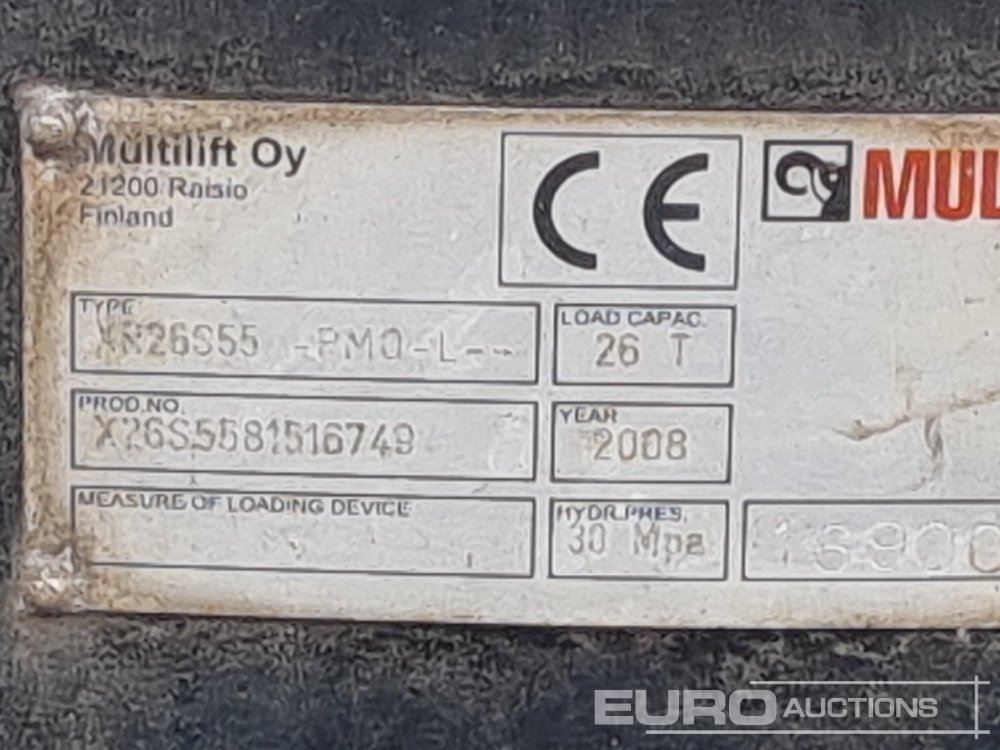 Multilift Oy
21200 Raisio
Finland
CE
MUL
TYPE
XR26S55 -PMO-L--
LOAD CAPAC.
26 T
PROD.NO.
X26S5581516749
YEAR
2008
MEASURE OF LOADING DEVICE
HYDR.PRES.
30 Mpa
16900
EURO AUCTIONS